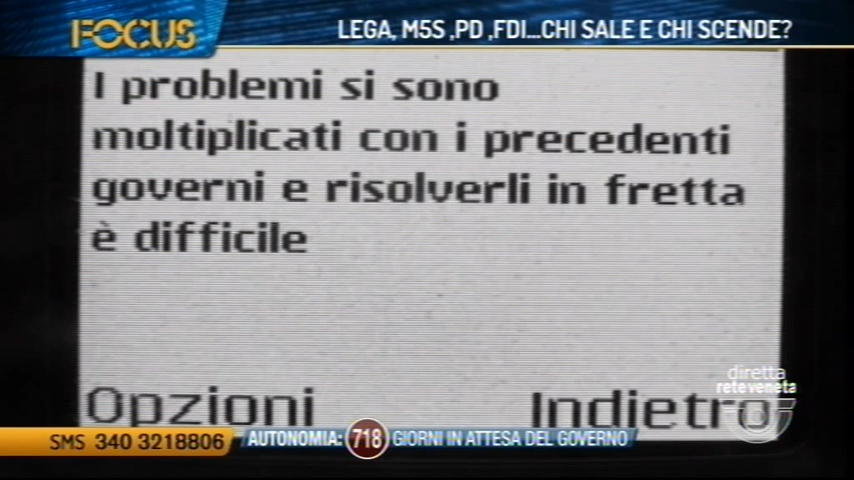 FOCUS
LEGA, M5S ,PD ,FDI...CHI SALE E CHI SCENDE?
I problemi si sono
moltiplicati con i precedenti
governi e risolverli in fretta
è difficile
Opzioni Indietro
diretta
reteveneta
SMS 340 3218806 AUTONOMIA: 718 GIORNI IN ATTESA DEL GOVERNO